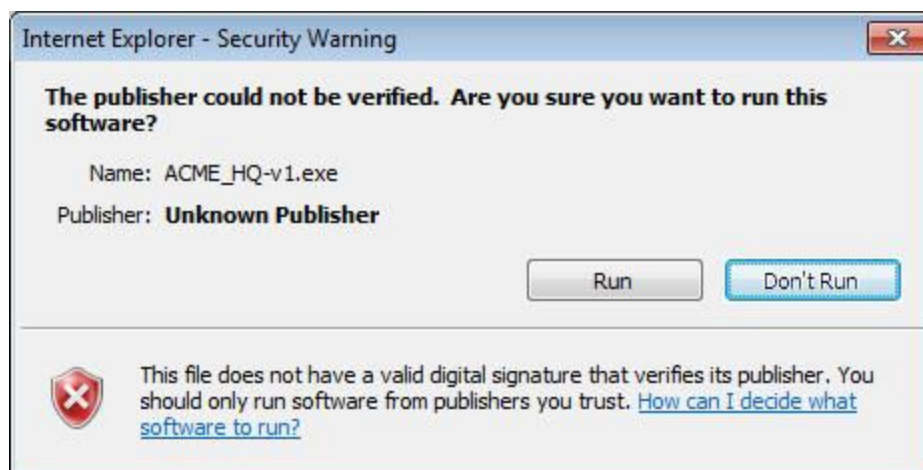 Internet Explorer - Security Warning
The publisher could not be verified.  Are you sure you want to run this
software?
Name: ACME_HQ-v1.exe
Publisher: Unknown Publisher
Run Don't Run
This file does not have a valid digital signature that verifies its publisher. You
should only run software from publishers you trust. How can I decide what
software to run?